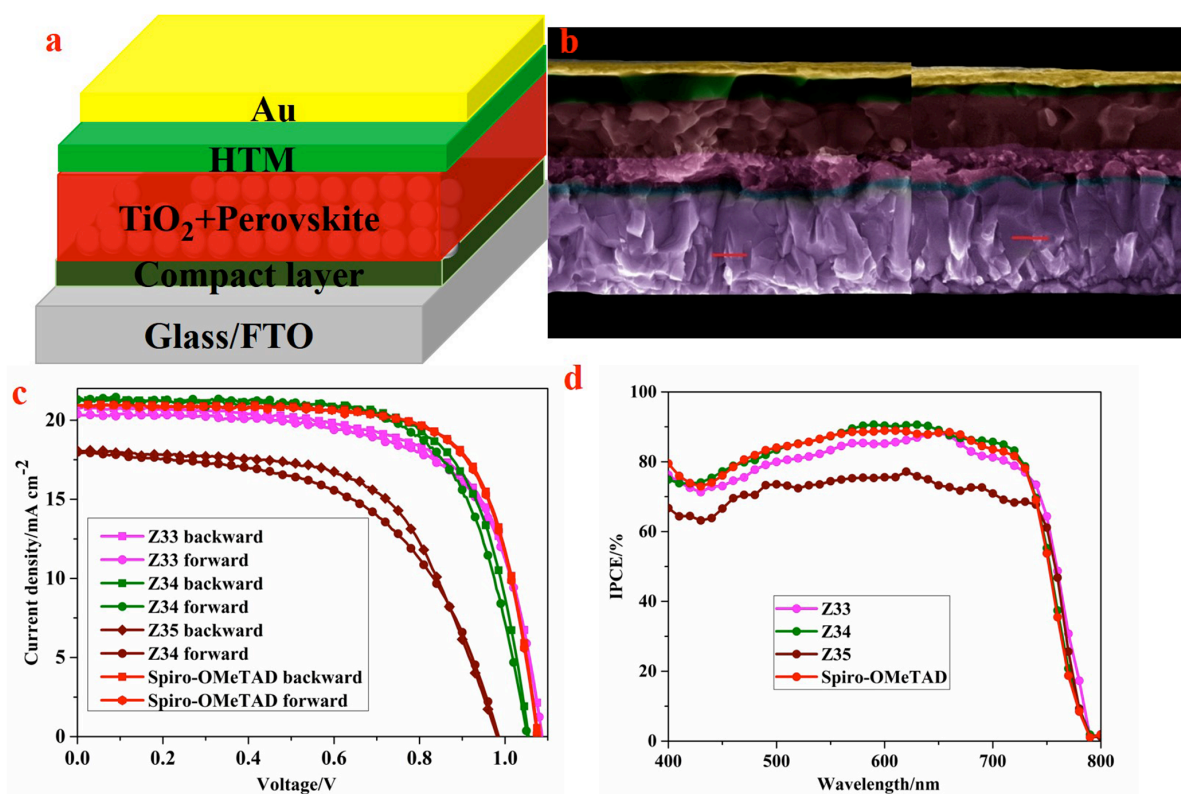 a
Au
HTM
TiO₂+Perovskite
Compact layer
Glass/FTO
b
c
Current density/mA cm⁻²
20
15
10
5
0
Z33 backward
Z33 forward
Z34 backward
Z34 forward
Z35 backward
Z34 forward
Spiro-OMeTAD backward
Spiro-OMeTAD forward
0.0 0.2 0.4 0.6 0.8 1.0
Voltage/V
d
IPCE/%
100
80
60
40
20
0
Z33
Z34
Z35
Spiro-OMeTAD
400 500 600 700 800
Wavelength/nm